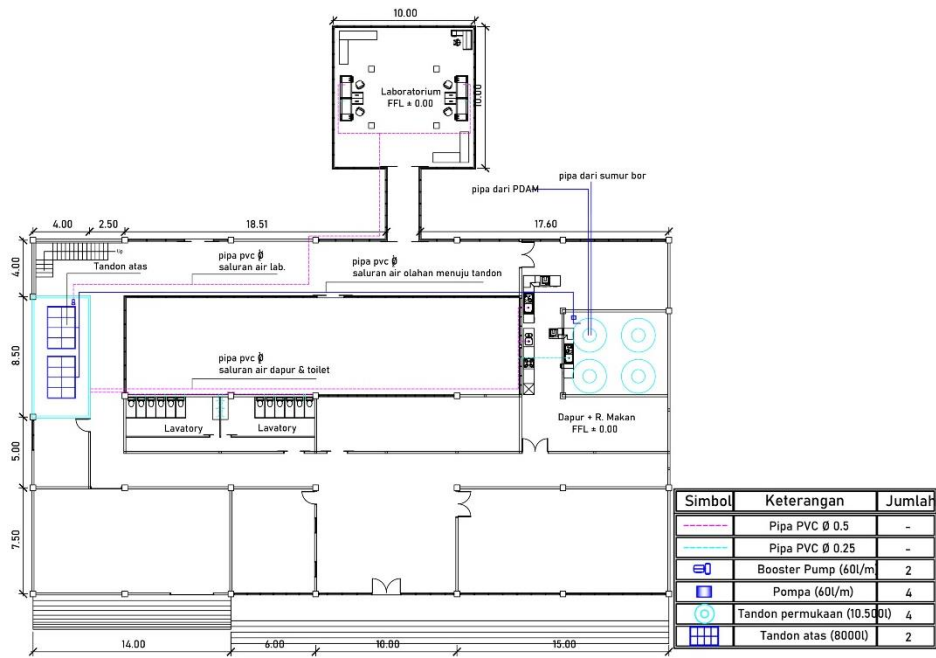 10.00
Laboratorium
FFL ± 0.00
10.00
pipa dari sumur bor
pipa dari PDAM
4.00
2.50
18.51
17.60
4.00
Up
pipa pvc ϕ
saluran air lab.
pipa pvc ϕ
saluran air olahan menuju tandon
Tandon atas
8.50
pipa pvc ϕ
saluran air dapur & toilet
Lavatory
Lavatory
Dapur + R. Makan
FFL ± 0.00
5.00
7.50
14.00
6.00
10.00
15.00
Simbol Keterangan Jumlah
Pipa PVC Ø 0.5 -
Pipa PVC Ø 0.25 -
Booster Pump (60l/m) 2
Pompa (60l/m) 4
Tandon permukaan (10.500l) 4
Tandon atas (8000l) 2